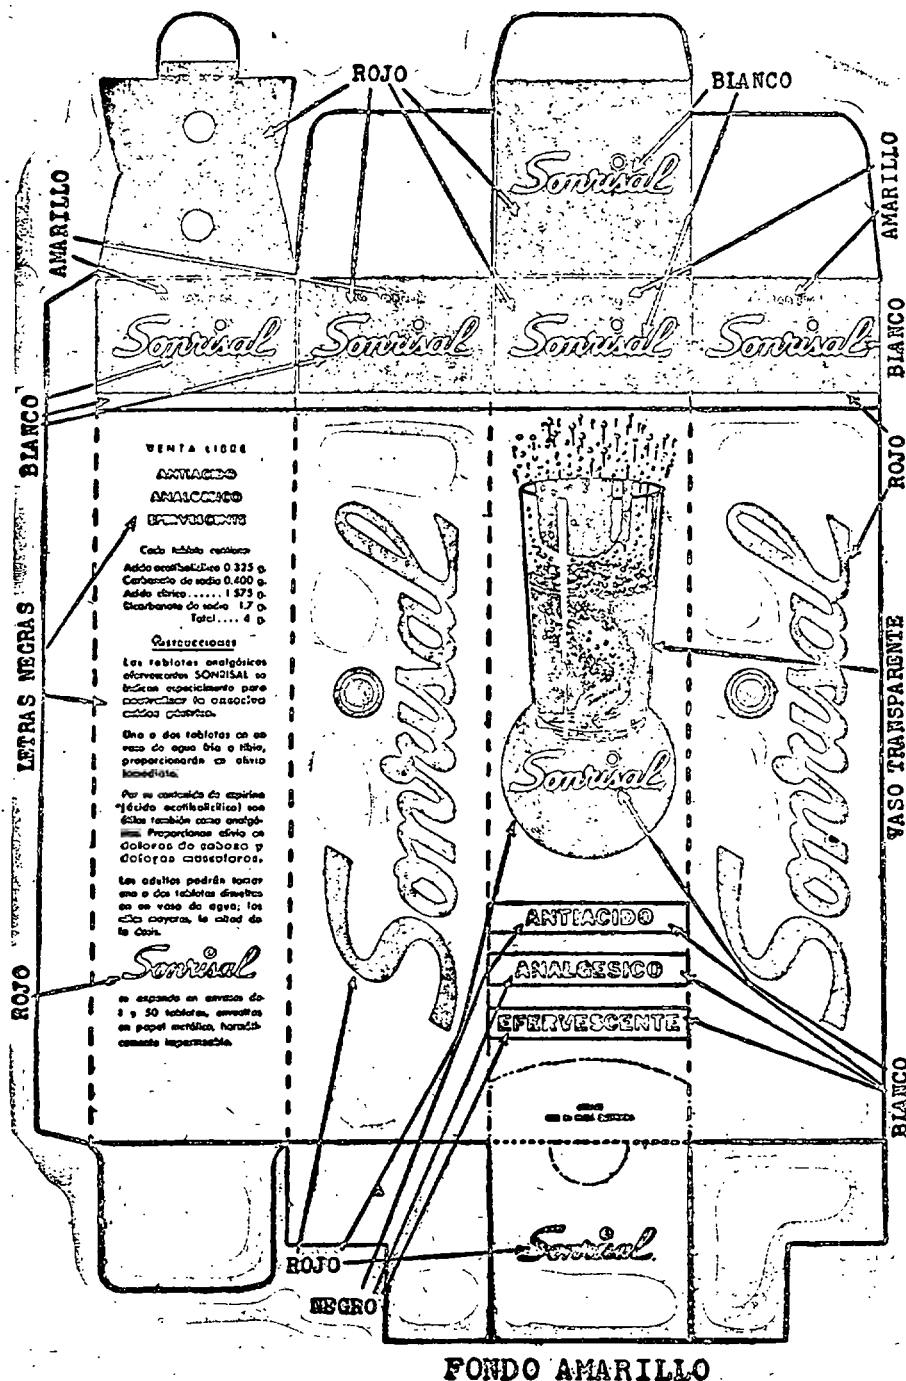 ROJO
BLANCO
AMARILLO
AMARILLO
Sonrisal
Sonrisal
Sonrisal
Sonrisal
Sonrisal
BLANCO
BLANCO
ROJO
LETRAS NEGRAS
VASO TRANSPARENTE
ROJO
BLANCO
VENTA LIBRE
ANTIACIDO
ANALGESICO
EFERVESCENTE
Cada tableta contiene
Acido acetilsalicílico 0.325 g.
Carbonato de sodio 0.400 g.
Acido cítrico...... 1.575 g.
Bicarbonato de sodio 1.7 g.
Total.... 4 g.
INSTRUCCIONES
Las tabletas analgésicas
efervescentes SONRISAL se
indican especialmente para
neutralizar la excesiva
acidez gástrica.
Una o dos tabletas en un
vaso de agua fría o tibia,
proporcionarán un alivio
inmediato.
Por su contenido de aspirina
(ácido acetilsalicílico) son
útiles también como analgé-
Proporcionan alivio en
dolores de cabeza y
dolores musculares.
Los adultos podrán tomar
una o dos tabletas disueltas
en un vaso de agua; los
niños mayores, la mitad de
la dosis.
Sonrisal
se expende en envases de
y 50 tabletas, envueltas
en papel metálico, herméti-
camente impermeable.
Sonrisal
Sonrisal
ANTIACIDO
ANALGESICO
EFERVESCENTE
Sonrisal
Sonrisal
ROJO
NEGRO
FONDO AMARILLO